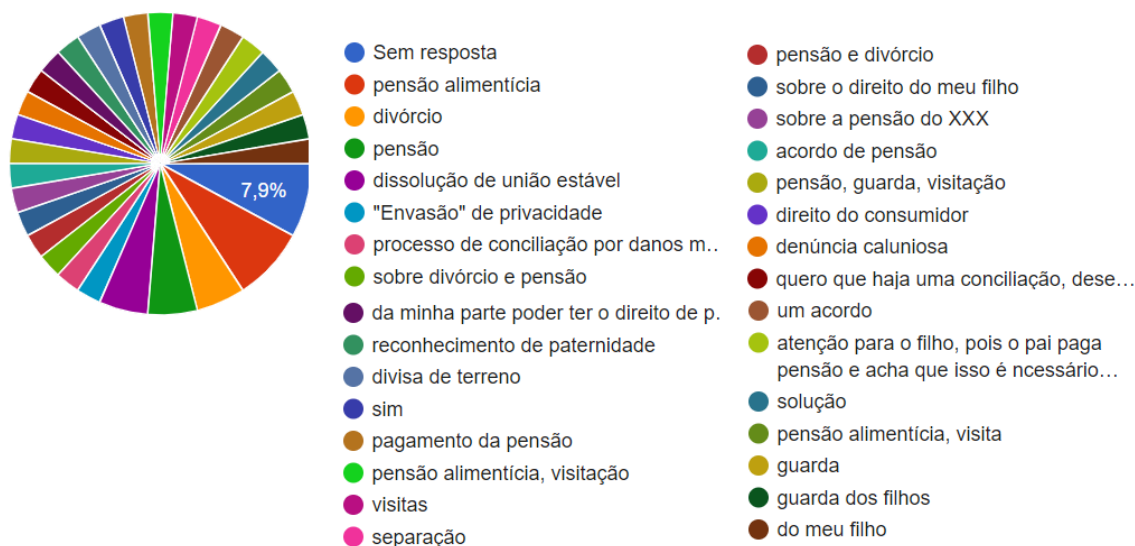 7,9%
Sem resposta
pensão alimentícia
divórcio
pensão
dissolução de união estável
"Envasão" de privacidade
processo de conciliação por danos m…
sobre divórcio e pensão
da minha parte poder ter o direito de p…
reconhecimento de paternidade
divisa de terreno
sim
pagamento da pensão
pensão alimentícia, visitação
visitas
separação
pensão e divórcio
sobre o direito do meu filho
sobre a pensão do XXX
acordo de pensão
pensão, guarda, visitação
direito do consumidor
denúncia caluniosa
quero que haja uma conciliação, dese…
um acordo
atenção para o filho, pois o pai paga
pensão e acha que isso é ncessário…
solução
pensão alimentícia, visita
guarda
guarda dos filhos
do meu filho